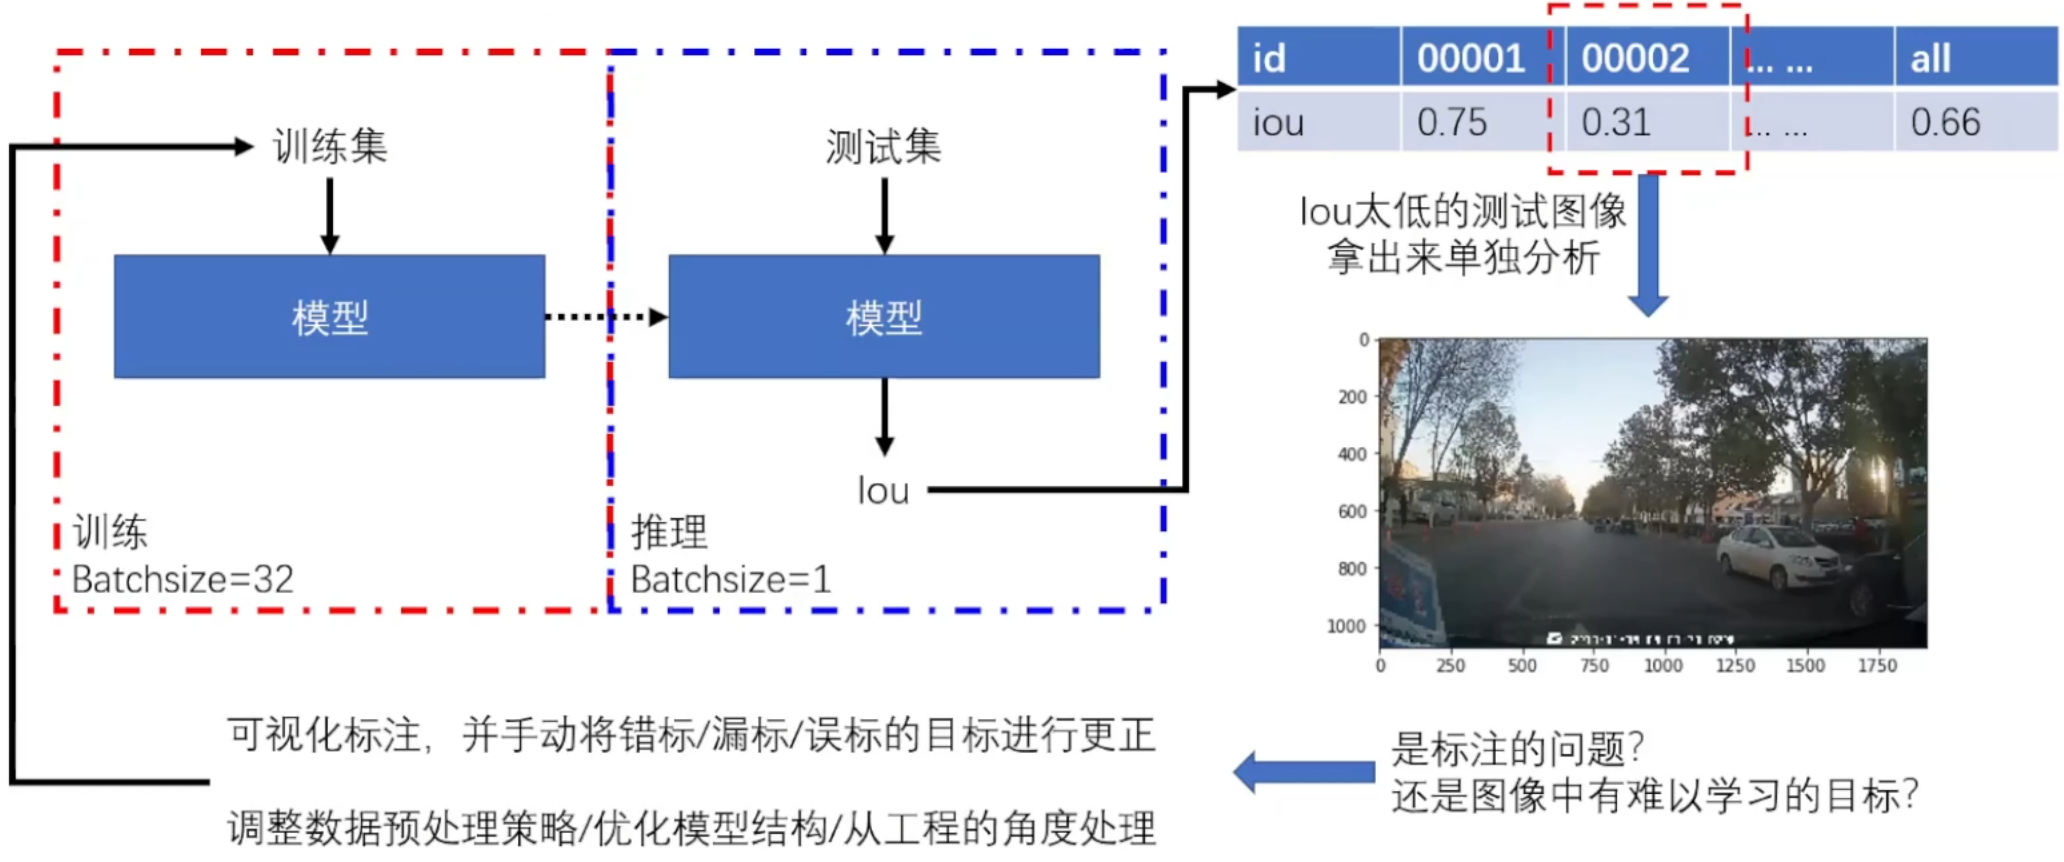 训练集
模型
训练
Batchsize=32
测试集
模型
Iou
推理
Batchsize=1
id 00001 00002 ... ... all
iou 0.75 0.31 ... ... 0.66
Iou太低的测试图像
拿出来单独分析
0
200
400
600
800
1000
0 250 500 750 1000 1250 1500 1750
是标注的问题?
还是图像中有难以学习的目标?
可视化标注，并手动将错标/漏标/误标的目标进行更正
调整数据预处理策略/优化模型结构/从工程的角度处理